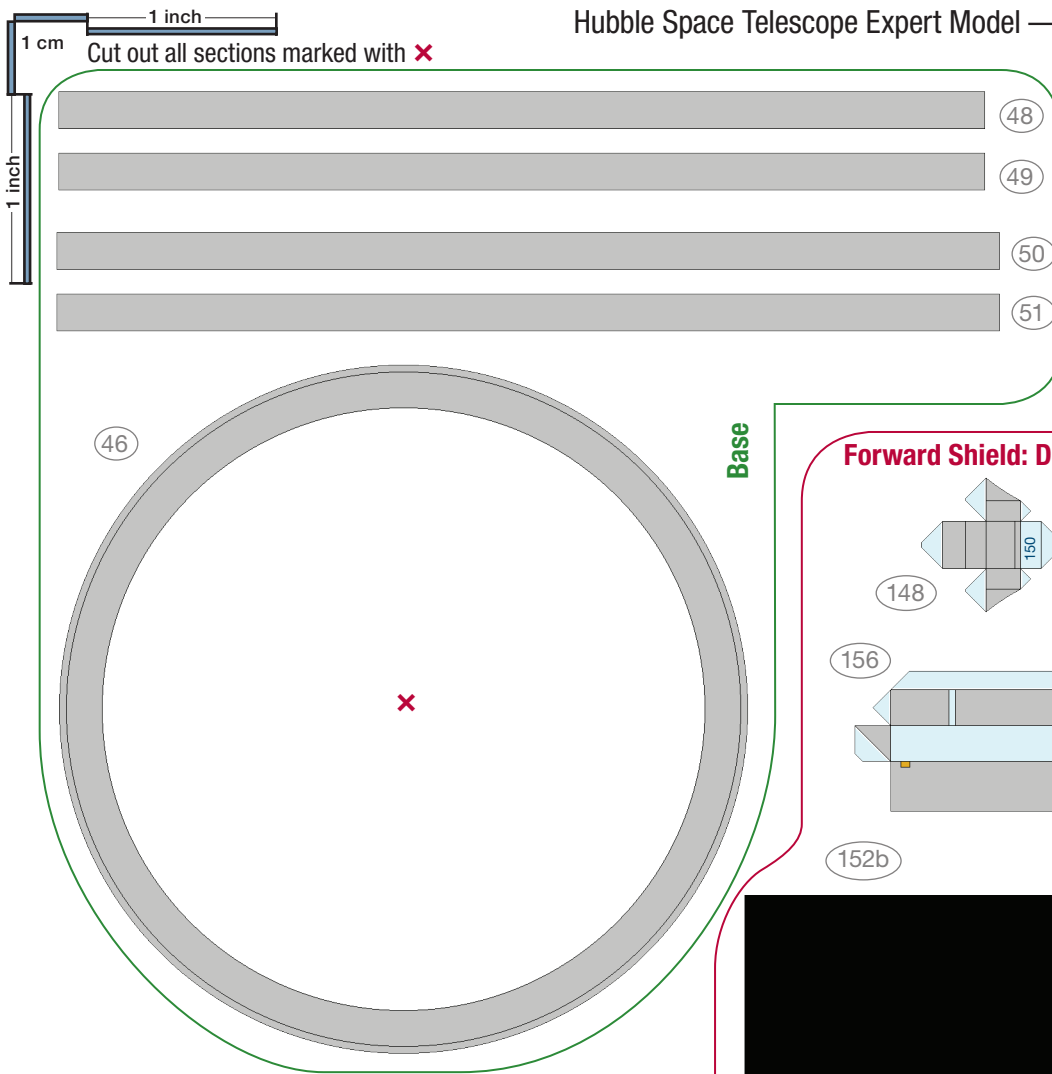 1 inch
Hubble Space Telescope Expert Model —
1 cm
Cut out all sections marked with ✕
1 inch
48
49
50
51
46
Base
Forward Shield: D
150
148
156
152b